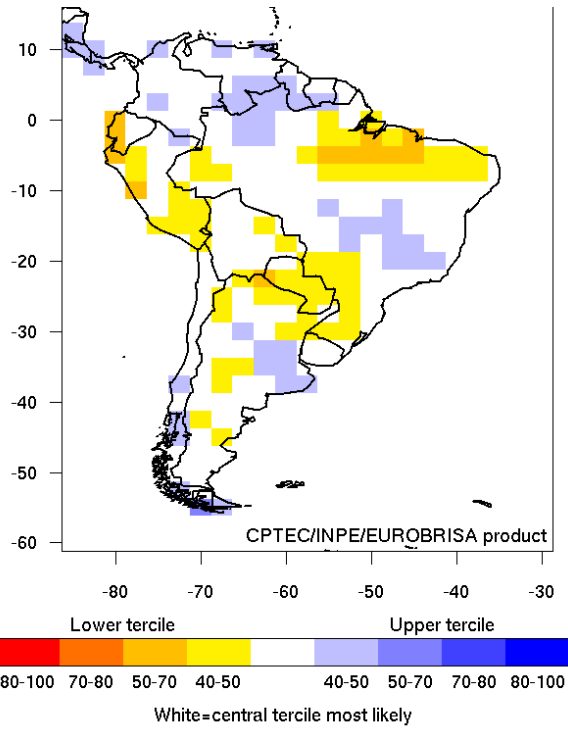 10
0
-10
-20
-30
-40
-50
-60
CPTEC/INPE/EUROBRISA product
-80 -70 -60 -50 -40 -30
Lower tercile Upper tercile
80-100 70-80 50-70 40-50 40-50 50-70 70-80 80-100
White=central tercile most likely